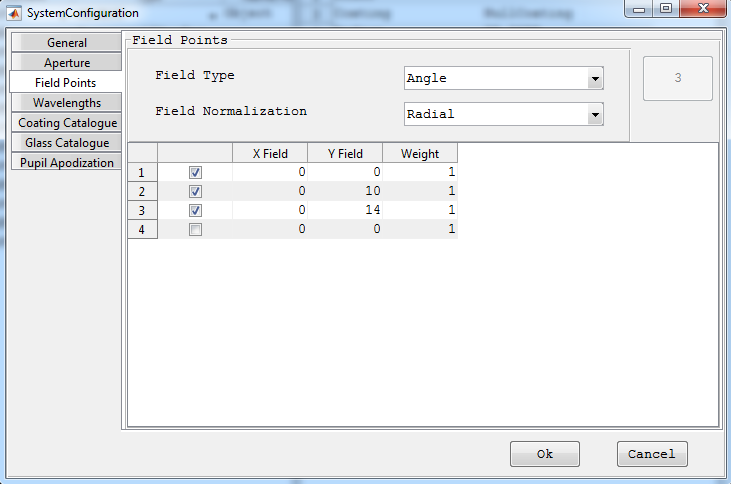 SystemConfiguration
General
Aperture
Field Points
Wavelengths
Coating Catalogue
Glass Catalogue
Pupil Apodization
Field Points
Field Type
Angle
3
Field Normalization
Radial
X Field Y Field Weight
1 0 0 1
2 0 10 1
3 0 14 1
4 0 0 1
Ok Cancel